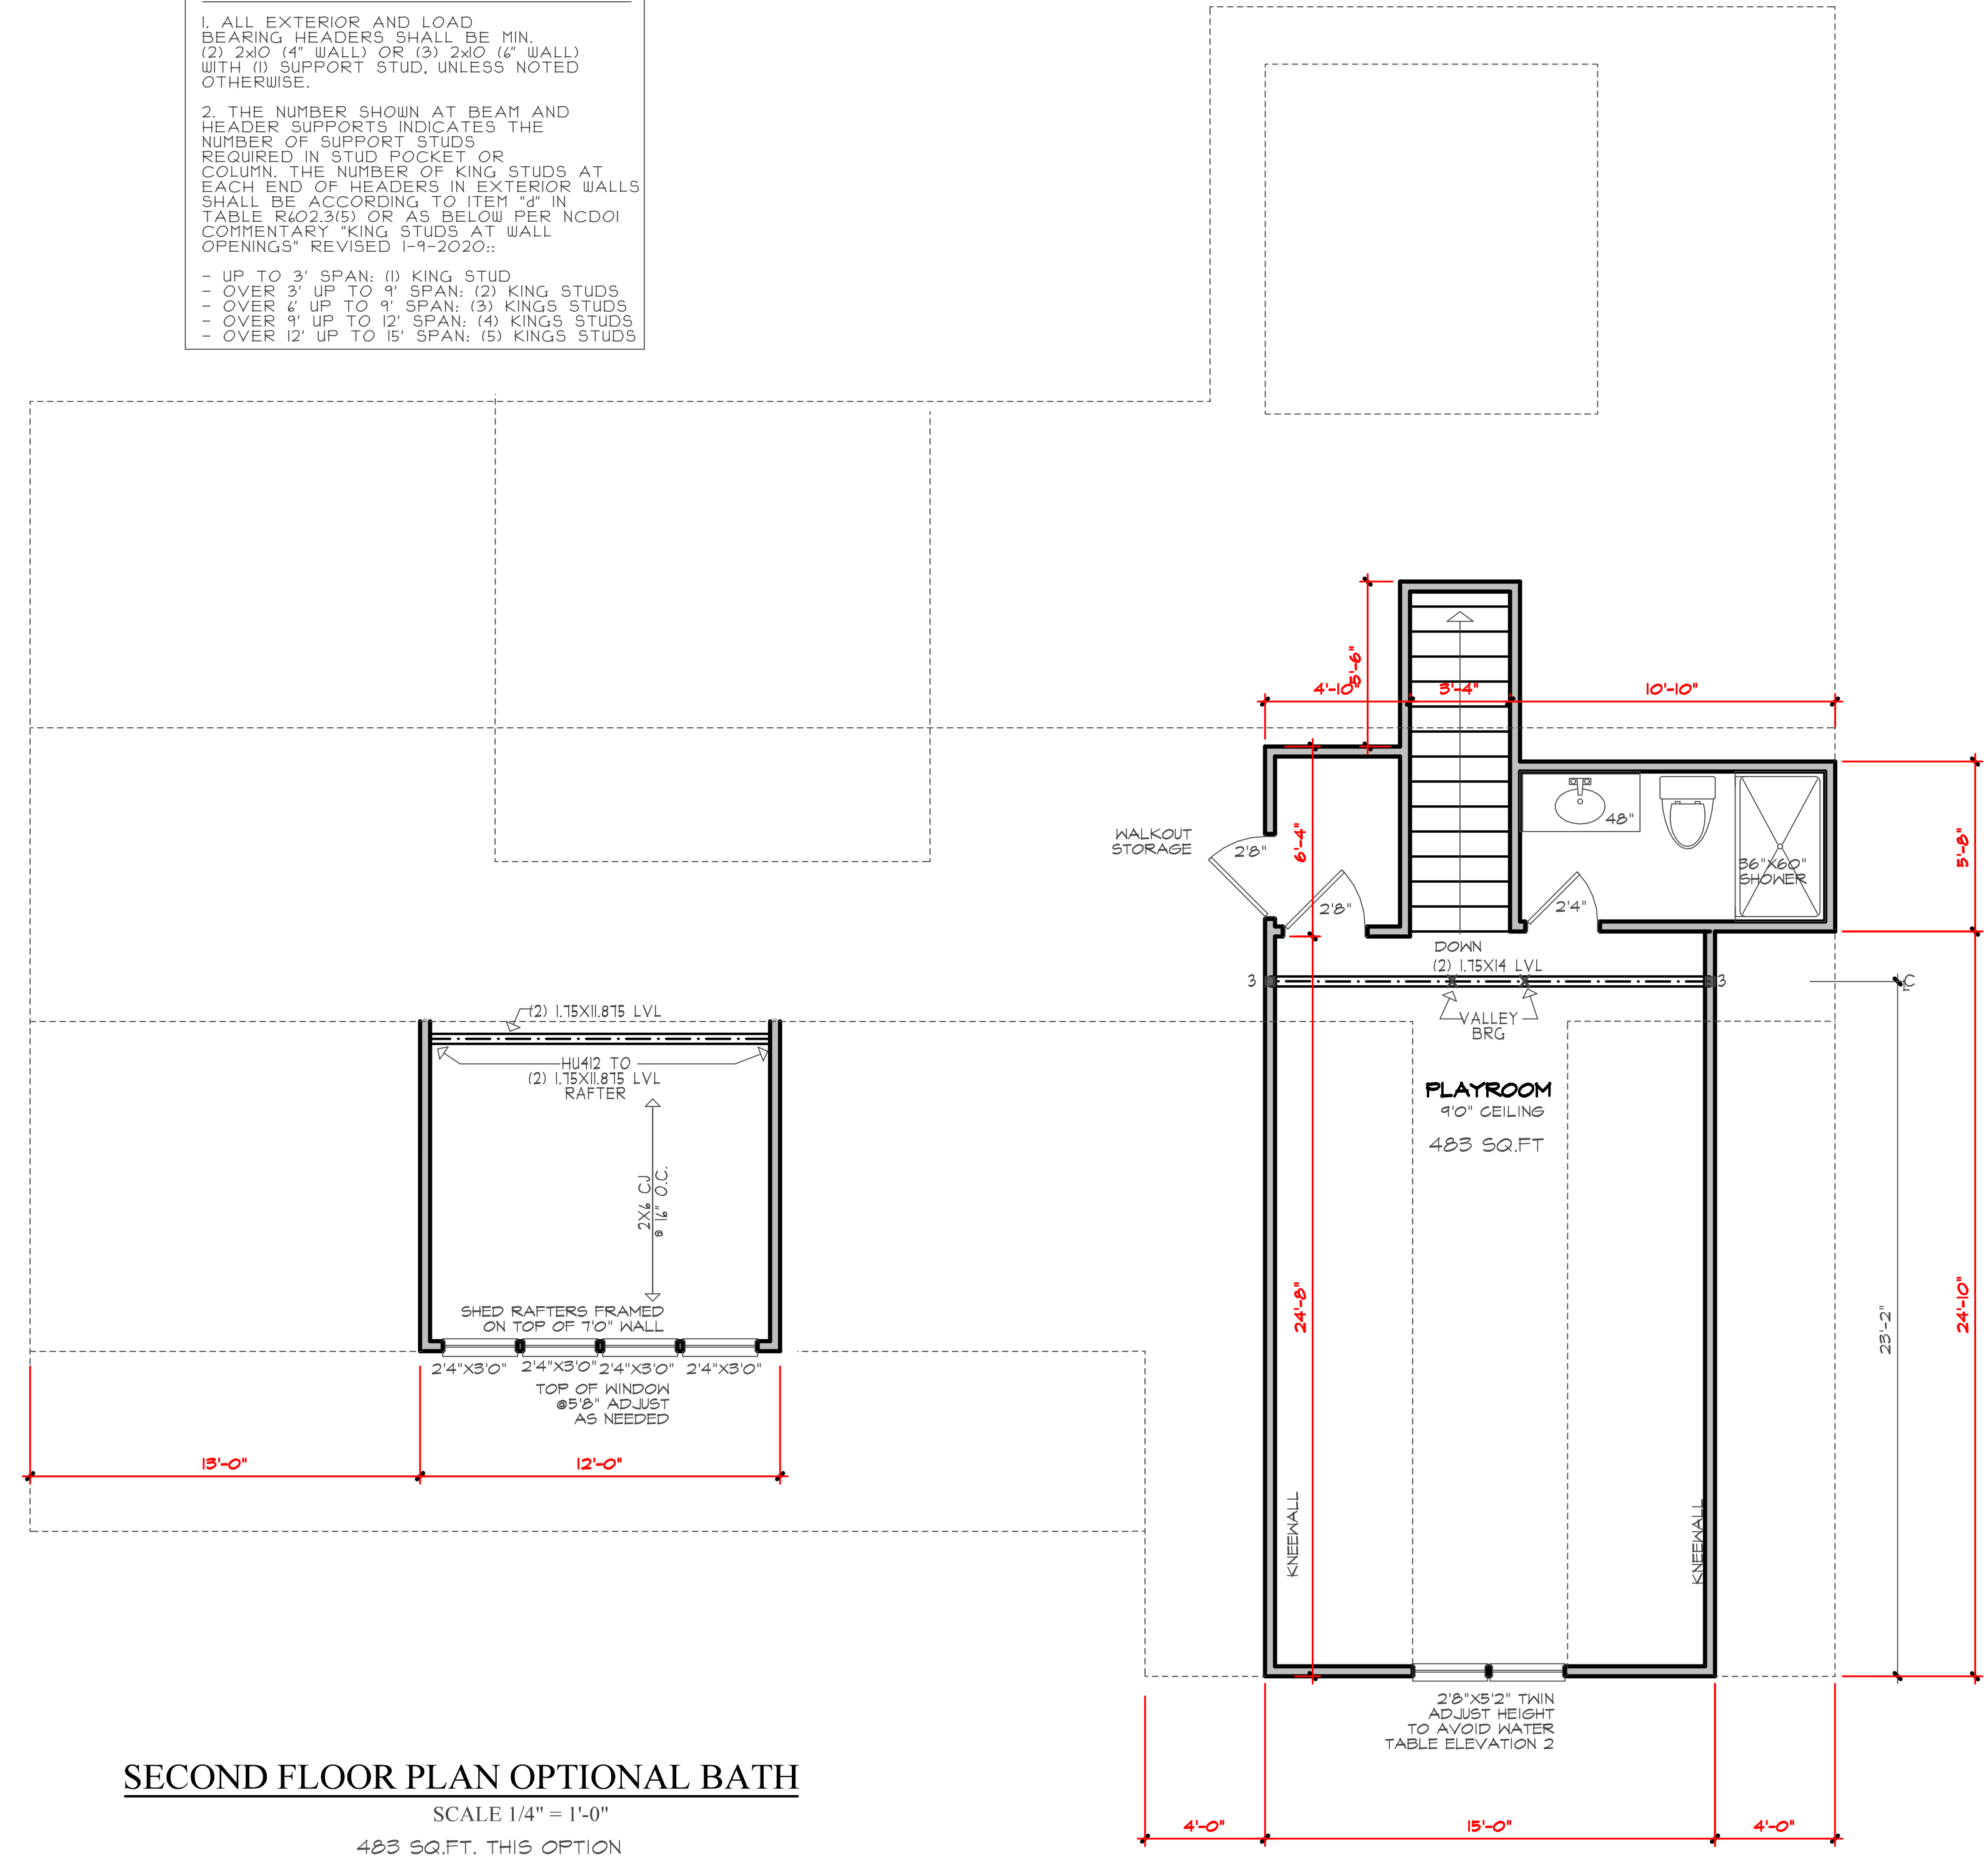 1. ALL EXTERIOR AND LOAD
BEARING HEADERS SHALL BE MIN.
(2) 2x10 (4" WALL) OR (3) 2x10 (6" WALL)
WITH (1) SUPPORT STUD, UNLESS NOTED
OTHERWISE.
2. THE NUMBER SHOWN AT BEAM AND
HEADER SUPPORTS INDICATES THE
NUMBER OF SUPPORT STUDS
REQUIRED IN STUD POCKET OR
COLUMN. THE NUMBER OF KING STUDS AT
EACH END OF HEADERS IN EXTERIOR WALLS
SHALL BE ACCORDING TO ITEM "d" IN
TABLE R602.3(5) OR AS BELOW PER NCDOI
COMMENTARY "KING STUDS AT WALL
OPENINGS" REVISED 1-9-2020::
- UP TO 3' SPAN: (1) KING STUD
- OVER 3' UP TO 9' SPAN: (2) KING STUDS
- OVER 6' UP TO 9' SPAN: (3) KINGS STUDS
- OVER 9' UP TO 12' SPAN: (4) KINGS STUDS
- OVER 12' UP TO 15' SPAN: (5) KINGS STUDS
5'-6"
4'-10"
3'-4"
10'-10"
WALKOUT
STORAGE
2'8"
6'-4"
2'8"
48"
36"X60"
SHOWER
2'4"
5'-8"
DOWN
(2) 1.75X14 LVL
3
3
CL
VALLEY
BRG
(2) 1.75X11.875 LVL
HU412 TO
(2) 1.75X11.875 LVL
RAFTER
2X6 CJ
@ 16" O.C.
SHED RAFTERS FRAMED
ON TOP OF 7'0" WALL
2'4"X3'0"
2'4"X3'0"
2'4"X3'0"
2'4"X3'0"
TOP OF WINDOW
@5'8" ADJUST
AS NEEDED
13'-0"
12'-0"
PLAYROOM
9'0" CEILING
483 SQ.FT
24'-8"
23'-2"
24'-10"
KNEEWALL
KNEEWALL
2'8"X5'2" TWIN
ADJUST HEIGHT
TO AVOID WATER
TABLE ELEVATION 2
4'-0"
15'-0"
4'-0"
SECOND FLOOR PLAN OPTIONAL BATH
SCALE 1/4" = 1'-0"
483 SQ.FT. THIS OPTION